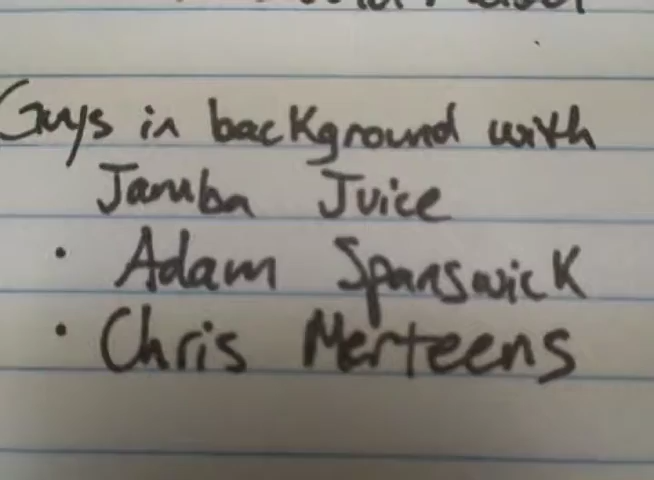 Guys in background with
Jamba Juice
• Adam Spanswick
• Chris Merteens